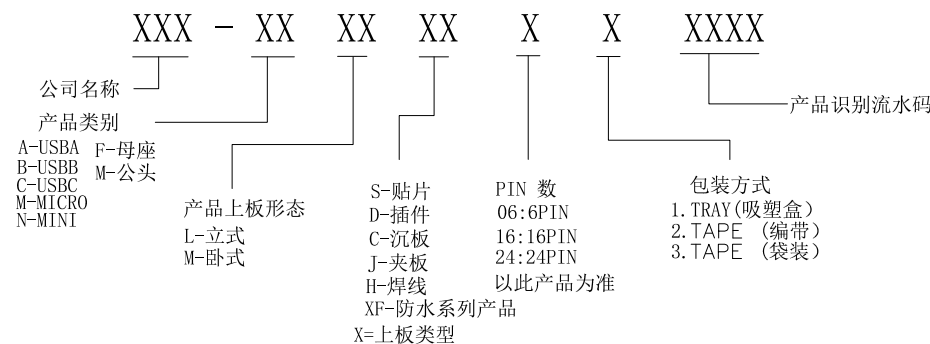 XXX - XX XX XX X X XXXX
公司名称
产品类别
A-USBA F-母座
B-USBB M-公头
C-USBC
M-MICRO
N-MINI
产品上板形态
L-立式
M-卧式
S-贴片
D-插件
C-沉板
J-夹板
H-焊线
XF-防水系列产品
X=上板类型
PIN 数
06:6PIN
16:16PIN
24:24PIN
以此产品为准
包装方式
1.TRAY(吸塑盒)
2.TAPE (编带)
3.TAPE (袋装)
产品识别流水码